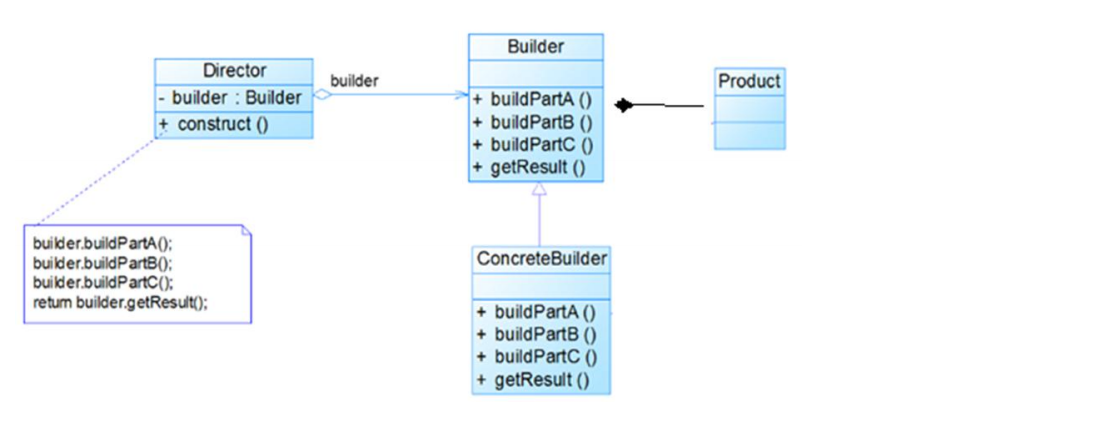 Director
- builder : Builder
+ construct ()
builder
Builder
+ buildPartA ()
+ buildPartB ()
+ buildPartC ()
+ getResult ()
Product
builder.buildPartA();
builder.buildPartB();
builder.buildPartC();
return builder.getResult();
ConcreteBuilder
+ buildPartA ()
+ buildPartB ()
+ buildPartC ()
+ getResult ()